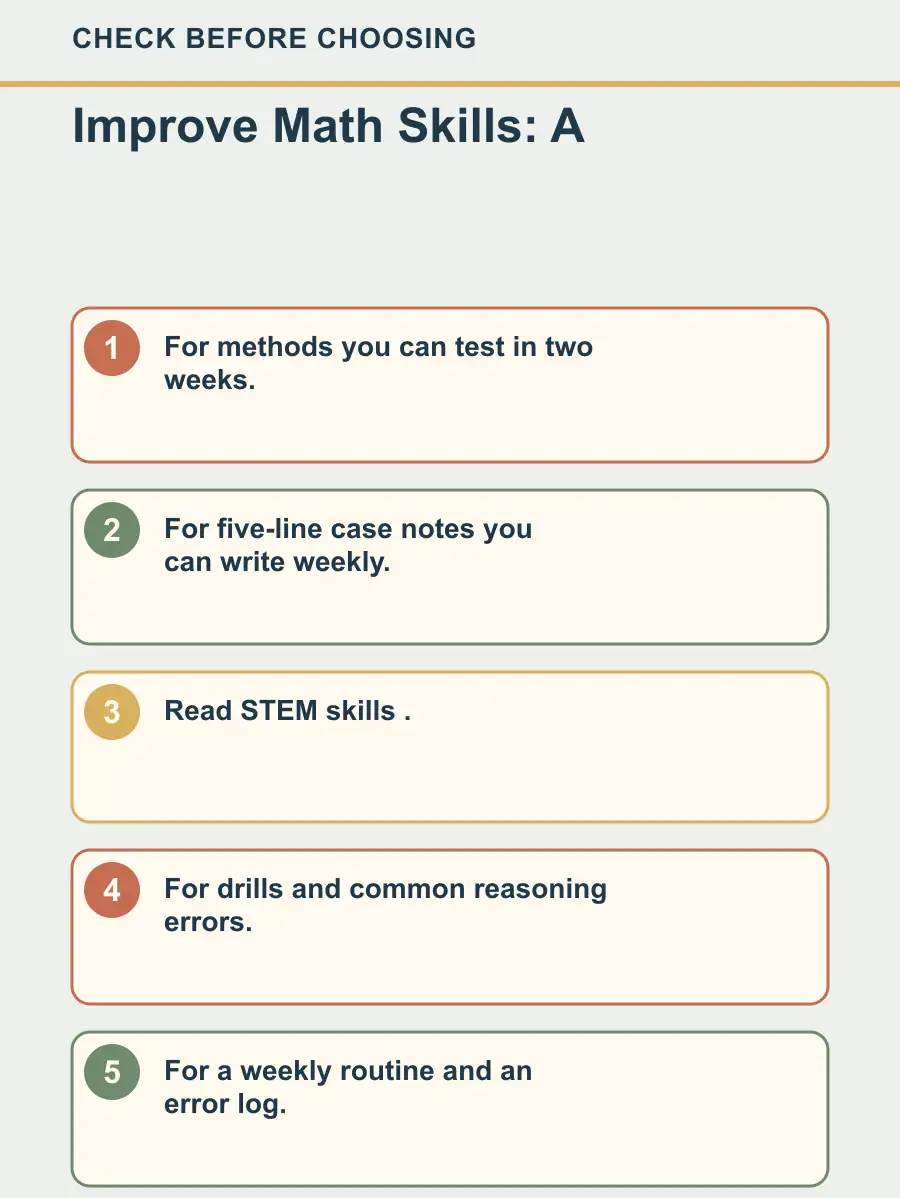 CHECK BEFORE CHOOSING
Improve Math Skills: A
1
For methods you can test in two
weeks.
2
For five-line case notes you
can write weekly.
3
Read STEM skills .
4
For drills and common reasoning
errors.
5
For a weekly routine and an
error log.